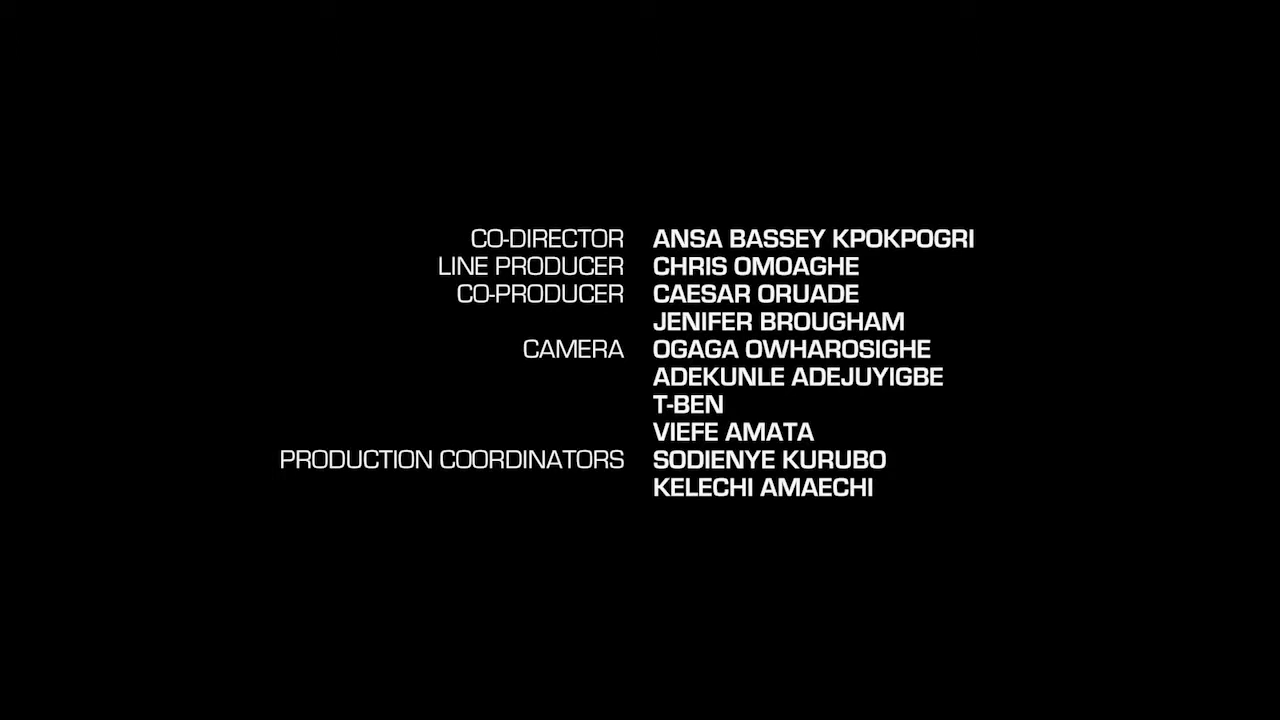 CO-DIRECTOR ANSA BASSEY KPOKPOGRI
LINE PRODUCER CHRIS OMOAGHE
CO-PRODUCER CAESAR ORUADE
JENIFER BROUGHAM
CAMERA OGAGA OWHAROSIGHE
ADEKUNLE ADEJUYIGBE
T-BEN
VIEFE AMATA
PRODUCTION COORDINATORS SODIENYE KURUBO
KELECHI AMAECHI